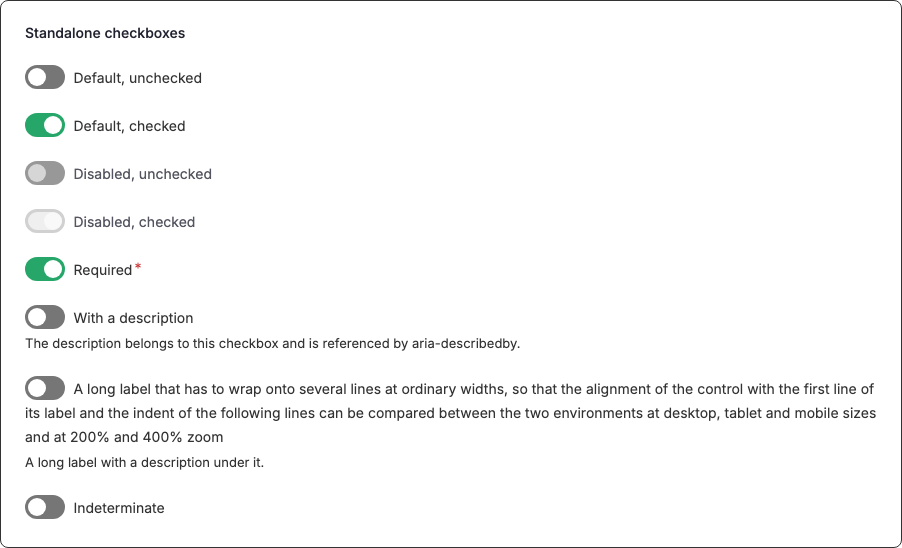 Standalone checkboxes
Default, unchecked
Default, checked
Disabled, unchecked
Disabled, checked
Required*
With a description
The description belongs to this checkbox and is referenced by aria-describedby.
A long label that has to wrap onto several lines at ordinary widths, so that the alignment of the control with the first line of
its label and the indent of the following lines can be compared between the two environments at desktop, tablet and mobile sizes
and at 200% and 400% zoom
A long label with a description under it.
Indeterminate